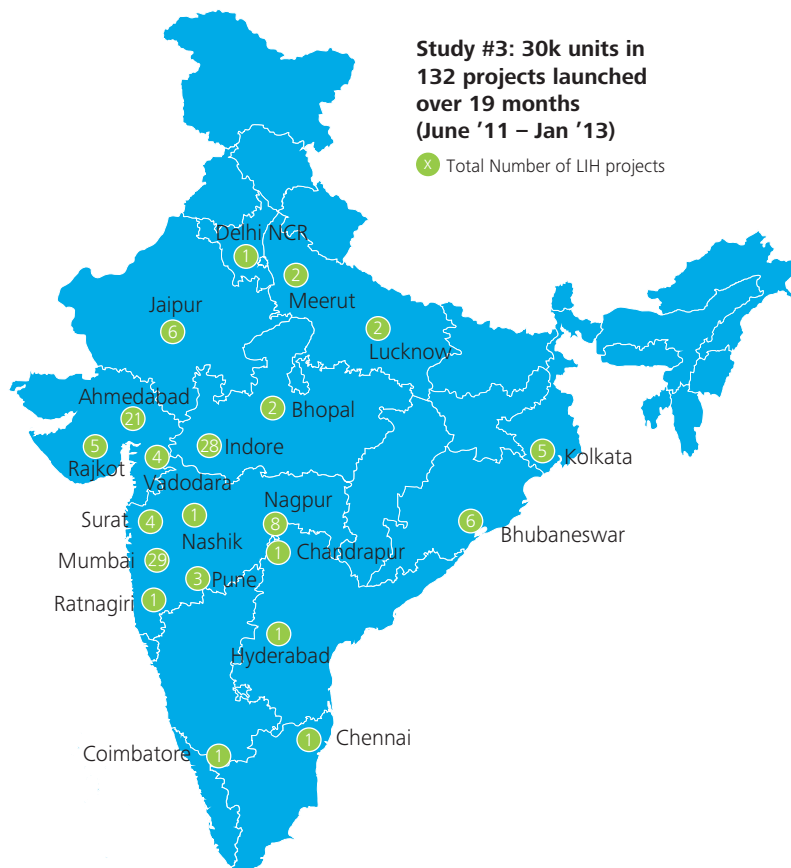 Study #3: 30k units in
132 projects launched
over 19 months
(June ’11 – Jan ’13)
X Total Number of LIH projects
Delhi NCR
1
2
Meerut
Jaipur
6
2
Lucknow
Ahmedabad
21
2 Bhopal
5
Rajkot
4
Vadodara
28 Indore
5 Kolkata
Surat 4
1
Nashik
Nagpur
8
6
Bhubaneswar
Mumbai 29
1 Chandrapur
3 Pune
Ratnagiri 1
1
Hyderabad
Coimbatore 1
1 Chennai